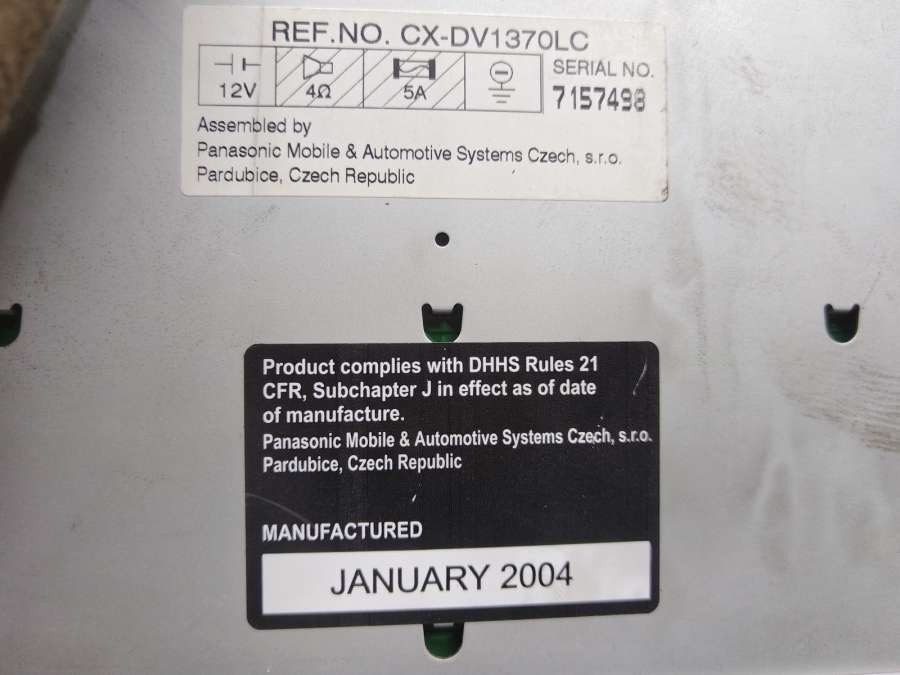 REF.NO. CX-DV1370LC
12V 4Ω 5A
SERIAL NO.
7157498
Assembled by
Panasonic Mobile & Automotive Systems Czech, s.r.o.
Pardubice, Czech Republic
Product complies with DHHS Rules 21
CFR, Subchapter J in effect as of date
of manufacture.
Panasonic Mobile & Automotive Systems Czech, s.r.o.
Pardubice, Czech Republic
MANUFACTURED
JANUARY 2004